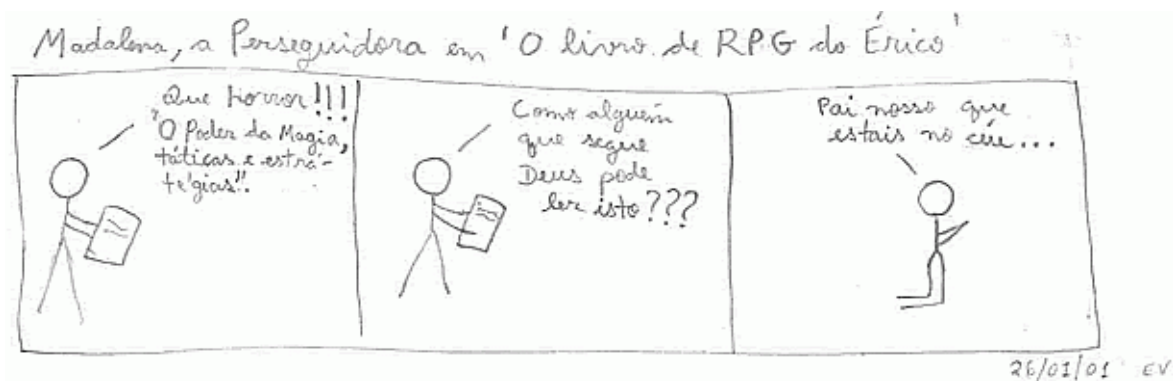 Madalena, a Perseguidora em 'O livro de RPG do Érico'
Que horror!!!
"O Poder da Magia,
táticas e estra-
tégias".
Como alguém
que segue
Deus pode
ler isto???
Pai nosso que
estais no céu...
26/01/01 EV